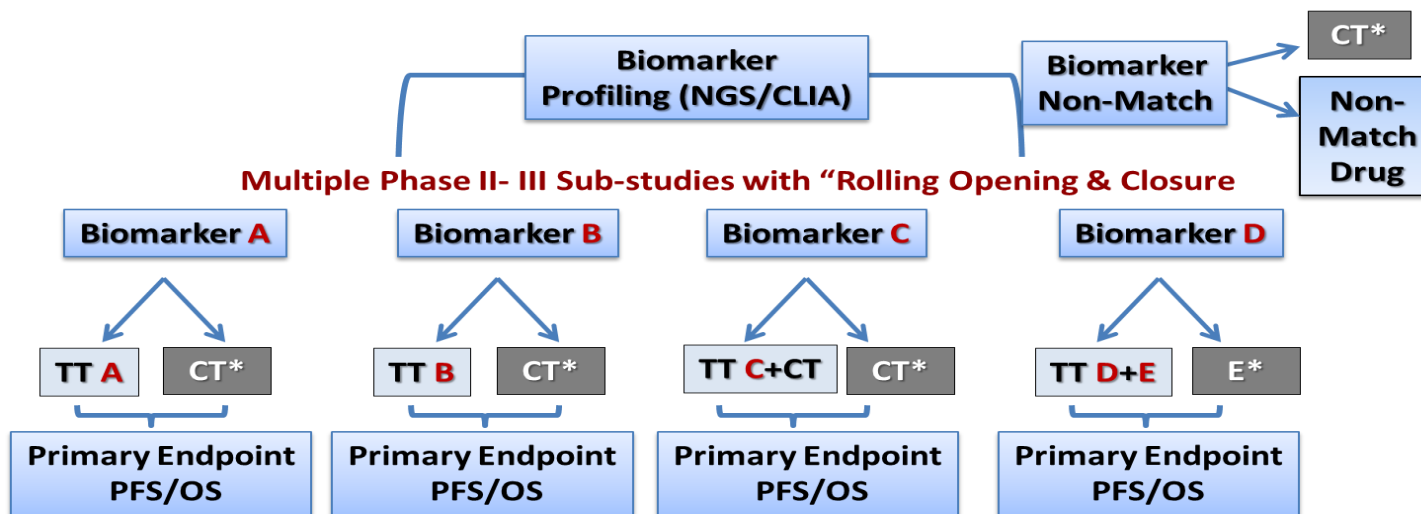 Biomarker
Profiling (NGS/CLIA)
Biomarker
Non-Match
CT*
Non-
Match
Drug
Multiple Phase II- III Sub-studies with “Rolling Opening & Closure
Biomarker A
Biomarker B
Biomarker C
Biomarker D
TT A
CT*
TT B
CT*
TT C+CT
CT*
TT D+E
E*
Primary Endpoint
PFS/OS
Primary Endpoint
PFS/OS
Primary Endpoint
PFS/OS
Primary Endpoint
PFS/OS